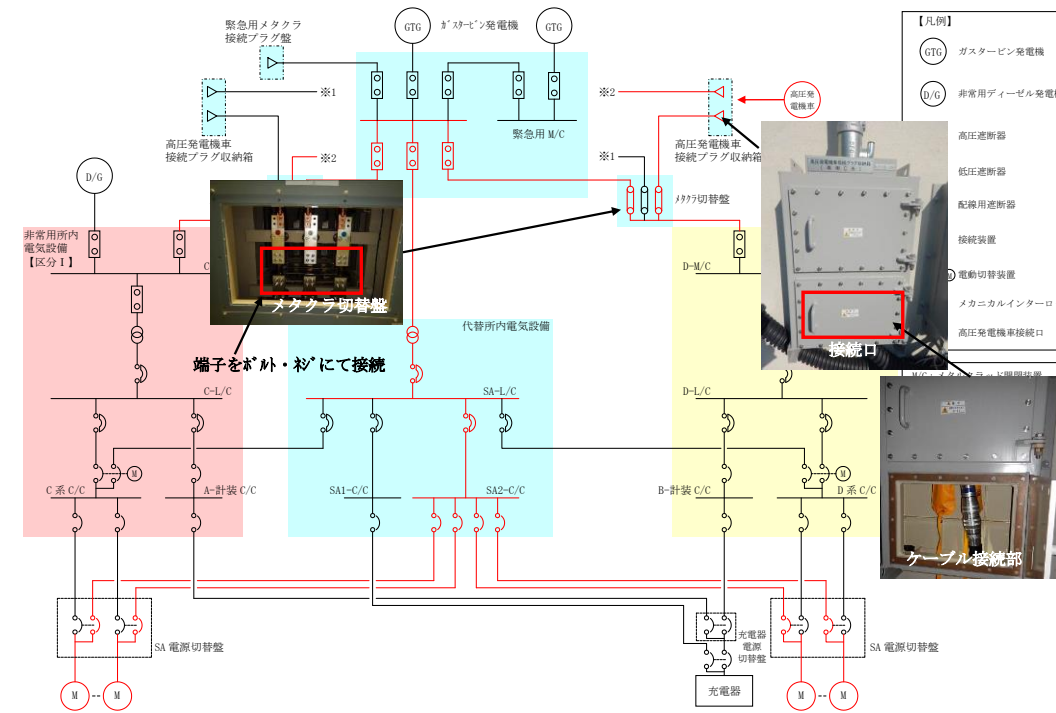 緊急用メタクラ
接続プラグ盤
GTG
ガスタービン発電機
GTG
【凡例】
GTG
ガスタービン発電機
D/G
非常用ディーゼル発電機
高圧遮断器
低圧遮断器
配線用遮断器
接続装置
M
電動切替装置
メカニカルインターロ
高圧発電機車接続口
※1
※2
高圧発電機車
接続プラグ収納箱
緊急用 M/C
※2
※1
高圧発
電機車
高圧発電機車
接続プラグ収納箱
メタクラ切替盤
D/G
非常用所内
電気設備
【区分Ⅰ】
メタクラ切替盤
端子をボルト・ネジにて接続
接続口
ケーブル接続部
D-M/C
代替所内電気設備
C-L/C
SA-L/C
D-L/C
M
M
C 系 C/C
A-計装 C/C
SA1-C/C
SA2-C/C
B-計装 C/C
D 系 C/C
SA 電源切替盤
充電器
電源
切替盤
SA 電源切替盤
M
M
充電器
M
M